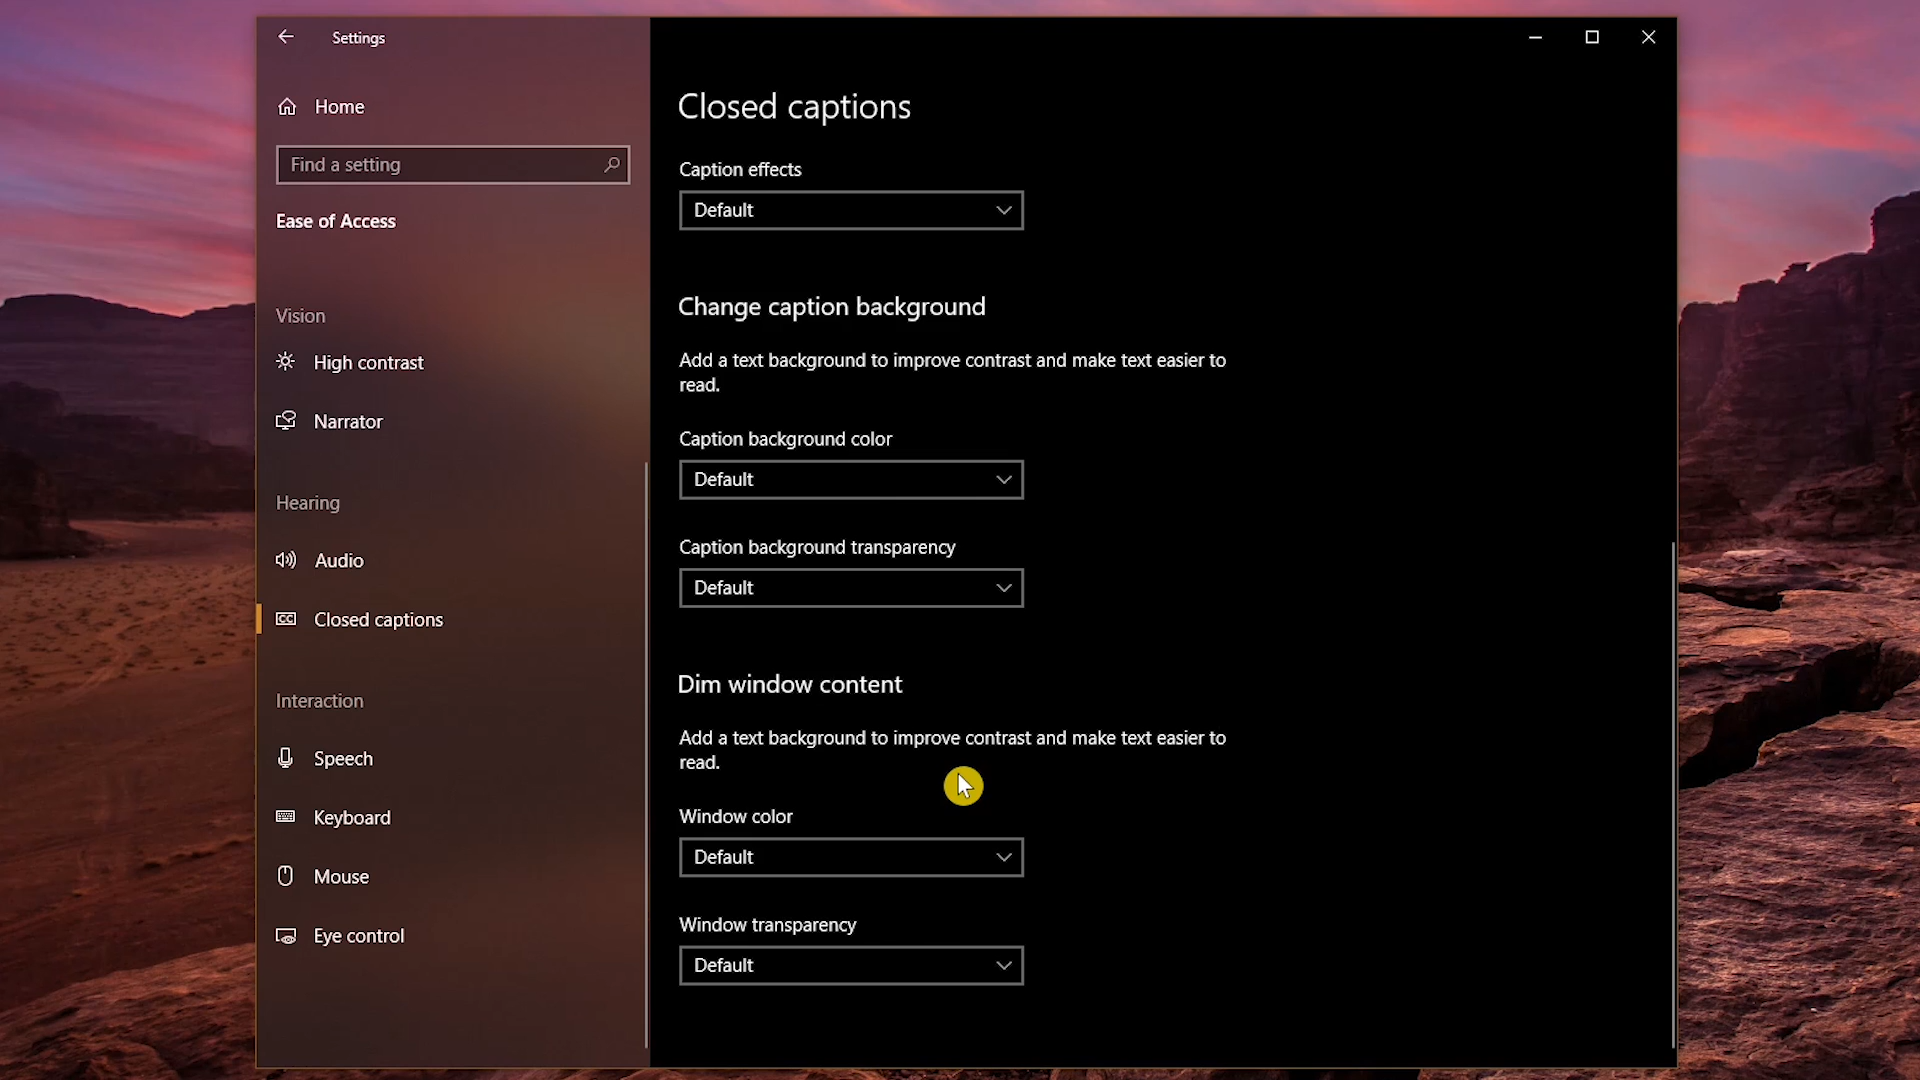 Settings
Home
Find a setting
Ease of Access
Vision
High contrast
Narrator
Hearing
Audio
CC Closed captions
Interaction
Speech
Keyboard
Mouse
Eye control
Closed captions
Caption effects
Default
Change caption background
Add a text background to improve contrast and make text easier to
read.
Caption background color
Default
Caption background transparency
Default
Dim window content
Add a text background to improve contrast and make text easier to
read.
Window color
Default
Window transparency
Default